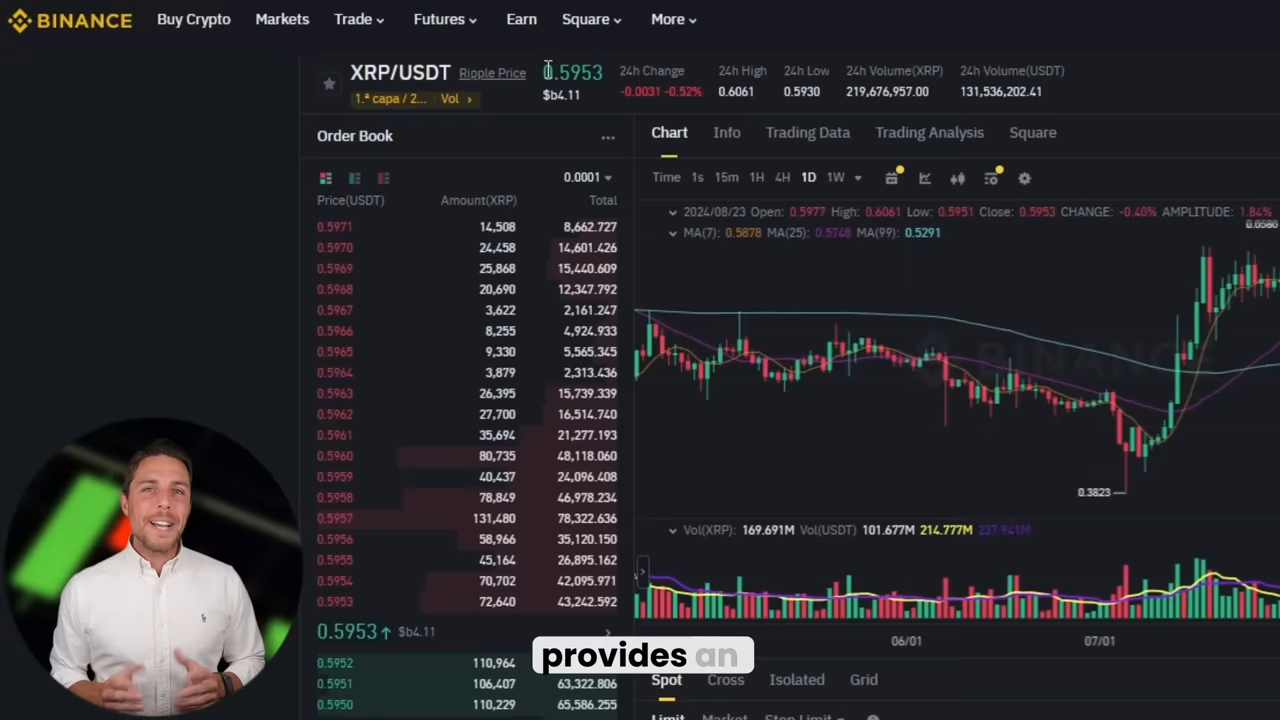 BINANCE Buy Crypto Markets Trade Futures Earn Square More
XRP/USDT Ripple Price 0.5953 24h Change 24h High 24h Low 24h Volume(XRP) 24h Volume(USDT)
1.ª capa / 2... Vol $b4.11 -0.0031 -0.52% 0.6061 0.5930 219,676,957.00 131,536,202.41
Order Book
Chart Info Trading Data Trading Analysis Square
0.0001
Time 1s 15m 1H 4H 1D 1W
Price(USDT) Amount(XRP) Total
2024/08/23 Open: 0.5977 High: 0.6061 Low: 0.5951 Close: 0.5953 CHANGE: -0.40% AMPLITUDE: 1.84%
MA(7): 0.5878 MA(25): 0.5748 MA(99): 0.5291
0.5971 14,508 8,662.727
0.5970 24,458 14,601.426
0.5969 25,868 15,440.609
0.5968 20,690 12,347.792
0.5967 3,622 2,161.247
0.5966 8,255 4,924.933
0.5965 9,330 5,565.345
0.5964 3,879 2,313.436
0.5963 26,395 15,739.339
0.5962 27,700 16,514.740
0.5961 35,694 21,277.193
0.5960 80,735 48,118.060
0.5959 40,437 24,096.408
0.5958 78,849 46,978.234
0.5957 131,480 78,322.636
0.5956 58,966 35,120.150
0.5955 45,164 26,895.162
0.5954 70,702 42,095.971
0.5953 72,640 43,242.592
BINANCE
0.3823
Vol(XRP): 169.691M Vol(USDT) 101.677M 214.777M 237.941M
0.5953 $b4.11
06/01 07/01
provides an
0.5952 110,964
0.5951 106,407 63,322.806
0.5950 110,229 65,586.255
Spot Cross Isolated Grid
Limit Market Stop Limit